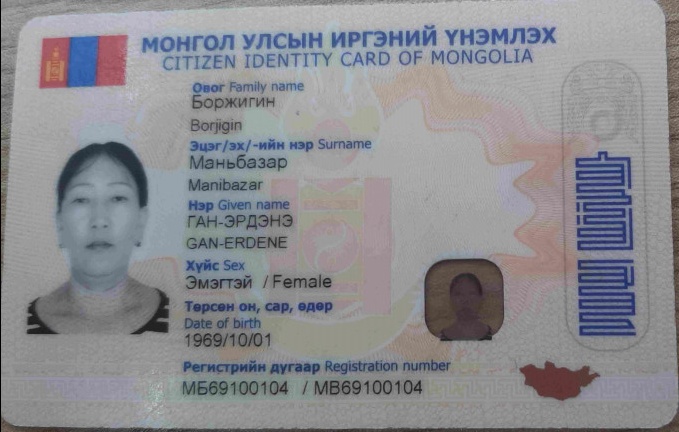 МОНГОЛ УЛСЫН ИРГЭНИЙ ҮНЭМЛЭХ
CITIZEN IDENTITY CARD OF MONGOLIA
Овог Family name
Боржигин
Borjigin
Эцэг/эх/-ийн нэр Surname
Маньбазар
Manibazar
Нэр Given name
ГАН-ЭРДЭНЭ
GAN-ERDENE
Хүйс Sex
Эмэгтэй / Female
Төрсөн он, сар, өдөр
Date of birth
1969/10/01
Регистрийн дугаар Registration number
МБ69100104 / MB69100104